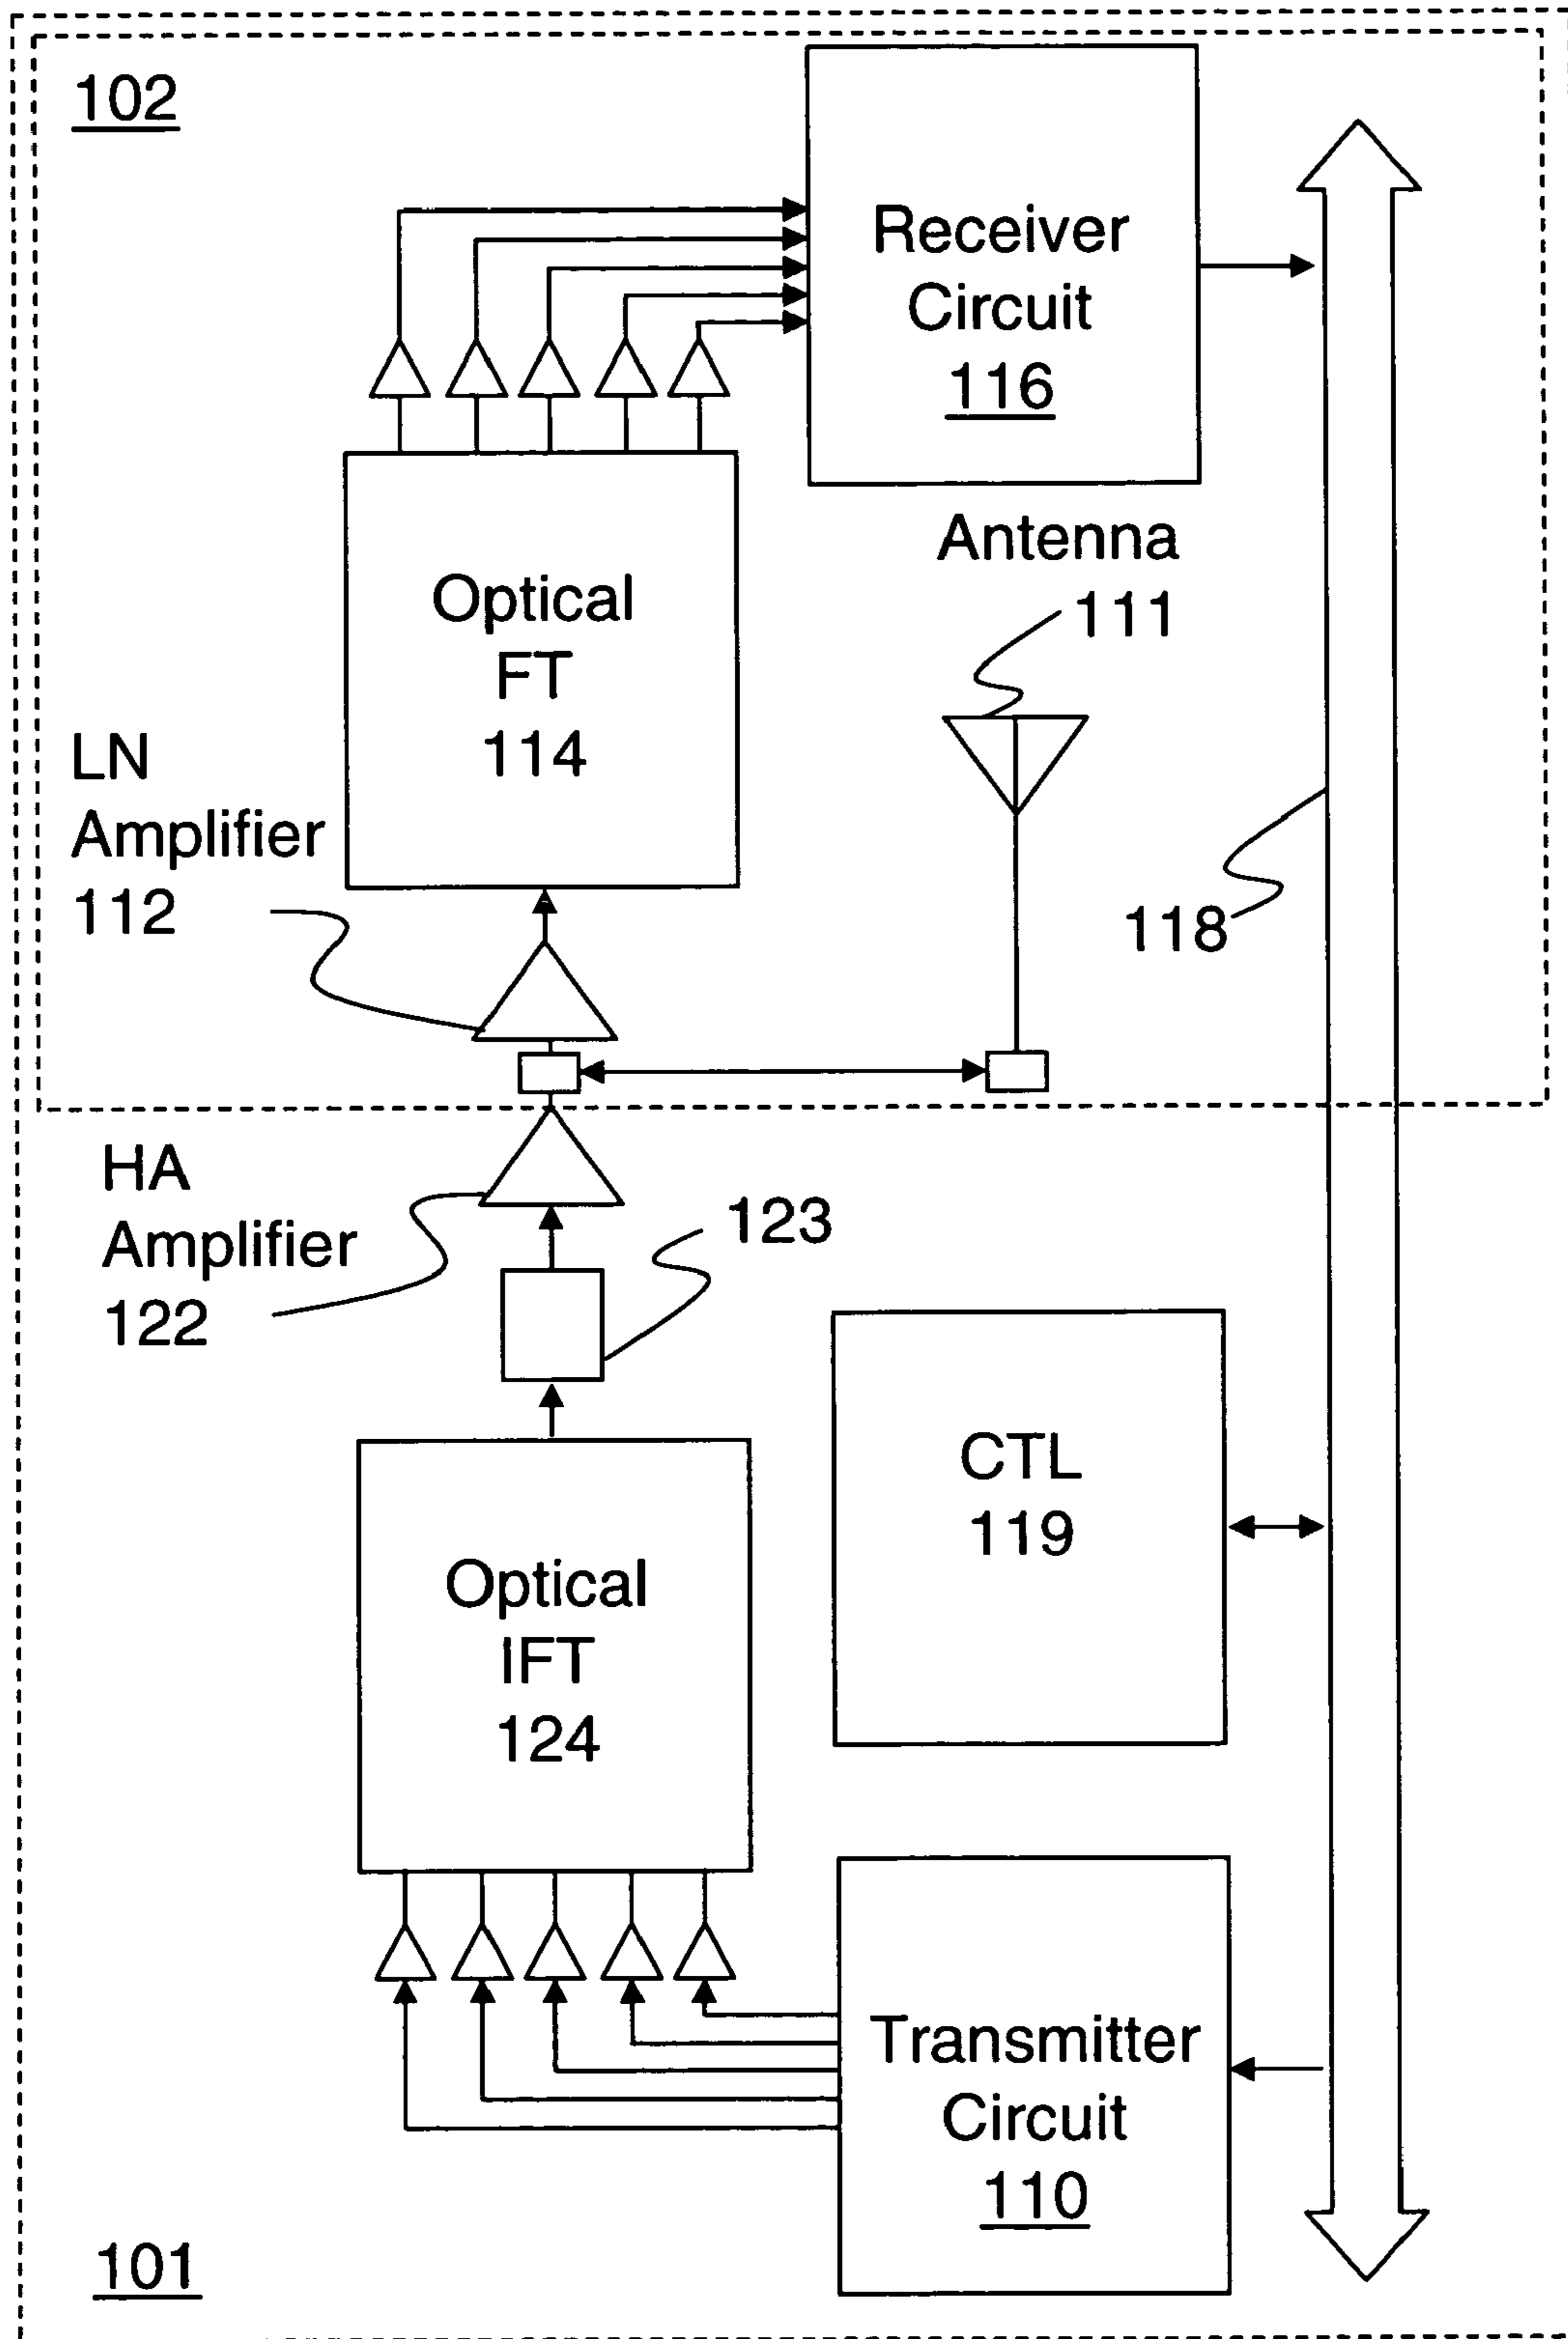 102
Receiver
Circuit
116
Antenna
111
Optical
FT
114
LN
Amplifier
112
118
HA
Amplifier
122
123
CTL
119
Optical
IFT
124
Transmitter
Circuit
110
101